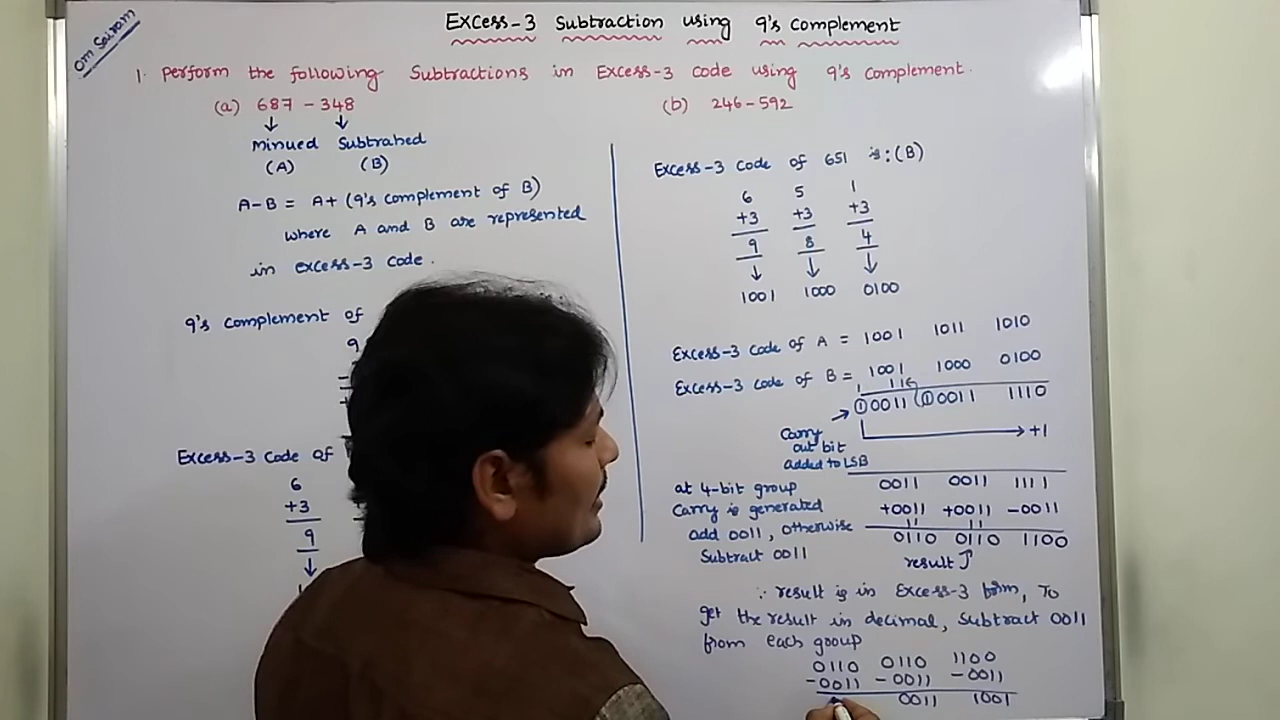 Om Sairam
Excess-3 Subtraction using 9's complement
1. Perform the following Subtractions in Excess-3 code using 9's complement.
(a) 687 - 348
(b) 246-592
↓ ↓
Minued Subtrahed
(A) (B)
A-B = A+ (9's complement of B)
where A and B are represented
in excess-3 code.
9's complement of
9
Excess-3 code of
6
+3
9
↓
Excess-3 code of 651 is:(B)
6 5 1
+3 +3 +3
9 8 4
↓ ↓ ↓
1001 1000 0100
Excess-3 code of A = 1001 1011 1010
Excess-3 code of B = 1001 1000 0100
①0011 ①0011 1110
Carry → +1
out bit
added to LSB
at 4-bit group 0011 0011 1111
Carry is generated +0011 +0011 -0011
add 0011, otherwise 0110 0110 1100
Subtract 0011 result
∵ result is in Excess-3 form, To
get the result in decimal, subtract 0011
from each group
0110 0110 1100
-0011 -0011 -0011
0011 1001